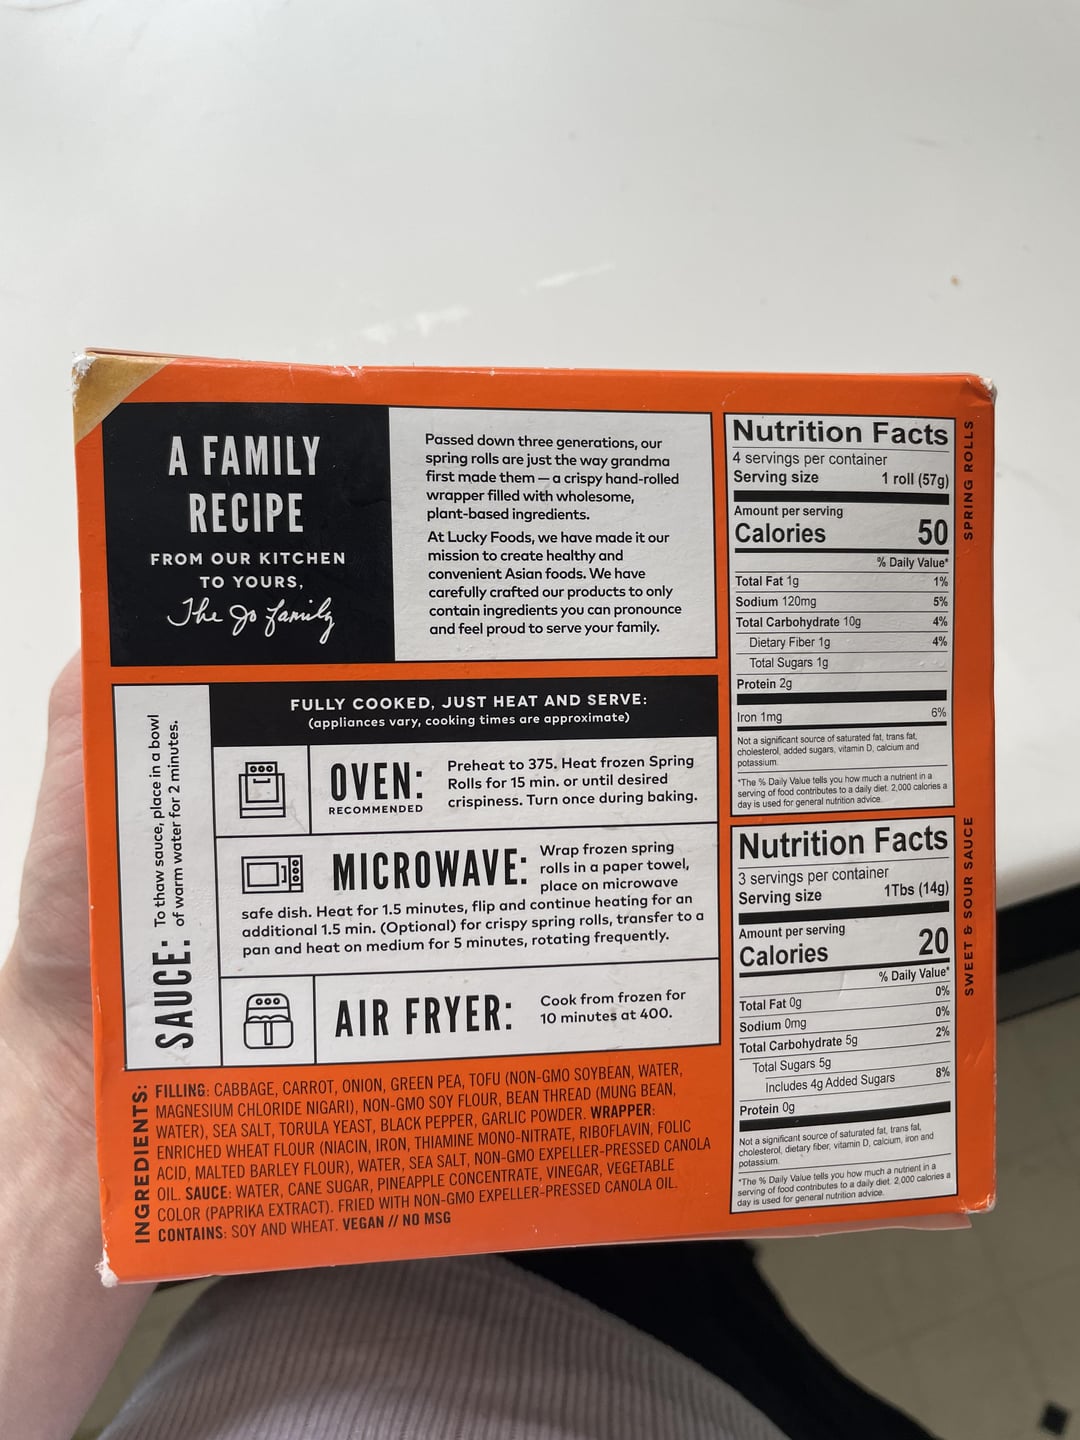 A FAMILY
RECIPE
FROM OUR KITCHEN
TO YOURS,
The Jo Family
Passed down three generations, our
spring rolls are just the way grandma
first made them — a crispy hand-rolled
wrapper filled with wholesome,
plant-based ingredients.
At Lucky Foods, we have made it our
mission to create healthy and
convenient Asian foods. We have
carefully crafted our products to only
contain ingredients you can pronounce
and feel proud to serve your family.
SAUCE: To thaw sauce, place in a bowl
of warm water for 2 minutes.
FULLY COOKED, JUST HEAT AND SERVE:
(appliances vary, cooking times are approximate)
OVEN:
RECOMMENDED
Preheat to 375. Heat frozen Spring
Rolls for 15 min. or until desired
crispiness. Turn once during baking.
MICROWAVE:
Wrap frozen spring
rolls in a paper towel,
place on microwave
safe dish. Heat for 1.5 minutes, flip and continue heating for an
additional 1.5 min. (Optional) for crispy spring rolls, transfer to a
pan and heat on medium for 5 minutes, rotating frequently.
AIR FRYER:
Cook from frozen for
10 minutes at 400.
INGREDIENTS:
FILLING: CABBAGE, CARROT, ONION, GREEN PEA, TOFU (NON-GMO SOYBEAN, WATER,
MAGNESIUM CHLORIDE NIGARI), NON-GMO SOY FLOUR, BEAN THREAD (MUNG BEAN,
WATER), SEA SALT, TORULA YEAST, BLACK PEPPER, GARLIC POWDER. WRAPPER:
ENRICHED WHEAT FLOUR (NIACIN, IRON, THIAMINE MONO-NITRATE, RIBOFLAVIN, FOLIC
ACID, MALTED BARLEY FLOUR), WATER, SEA SALT, NON-GMO EXPELLER-PRESSED CANOLA
OIL. SAUCE: WATER, CANE SUGAR, PINEAPPLE CONCENTRATE, VINEGAR, VEGETABLE
COLOR (PAPRIKA EXTRACT). FRIED WITH NON-GMO EXPELLER-PRESSED CANOLA OIL.
CONTAINS: SOY AND WHEAT. VEGAN // NO MSG
SPRING ROLLS
Nutrition Facts
4 servings per container
Serving size 1 roll (57g)
Amount per serving
Calories 50
% Daily Value*
Total Fat 1g 1%
Sodium 120mg 5%
Total Carbohydrate 10g 4%
Dietary Fiber 1g 4%
Total Sugars 1g
Protein 2g
Iron 1mg 6%
Not a significant source of saturated fat, trans fat,
cholesterol, added sugars, vitamin D, calcium and
potassium.
*The % Daily Value tells you how much a nutrient in a
serving of food contributes to a daily diet. 2,000 calories a
day is used for general nutrition advice.
SWEET & SOUR SAUCE
Nutrition Facts
3 servings per container
Serving size 1Tbs (14g)
Amount per serving
Calories 20
% Daily Value*
Total Fat 0g 0%
Sodium 0mg 0%
Total Carbohydrate 5g 2%
Total Sugars 5g
Includes 4g Added Sugars 8%
Protein 0g
Not a significant source of saturated fat, trans fat,
cholesterol, dietary fiber, vitamin D, calcium, iron and
potassium.
*The % Daily Value tells you how much a nutrient in a
serving of food contributes to a daily diet. 2,000 calories a
day is used for general nutrition advice.